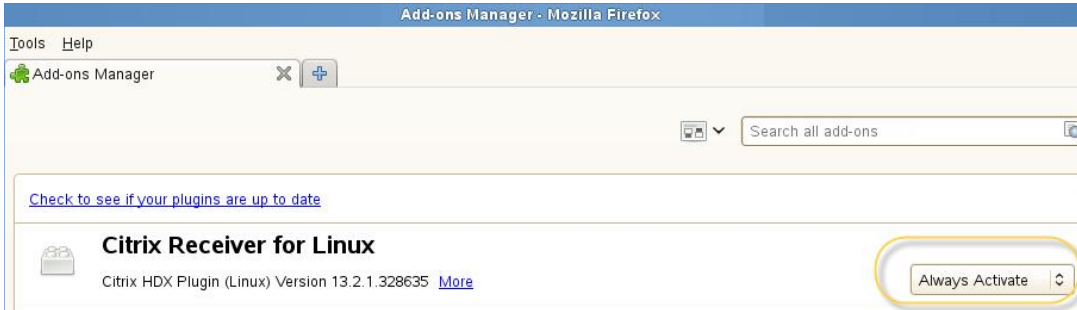 Add-ons Manager - Mozilla Firefox
Tools Help
Add-ons Manager
Search all add-ons
Check to see if your plugins are up to date
Citrix Receiver for Linux
Citrix HDX Plugin (Linux) Version 13.2.1.328635 More
Always Activate